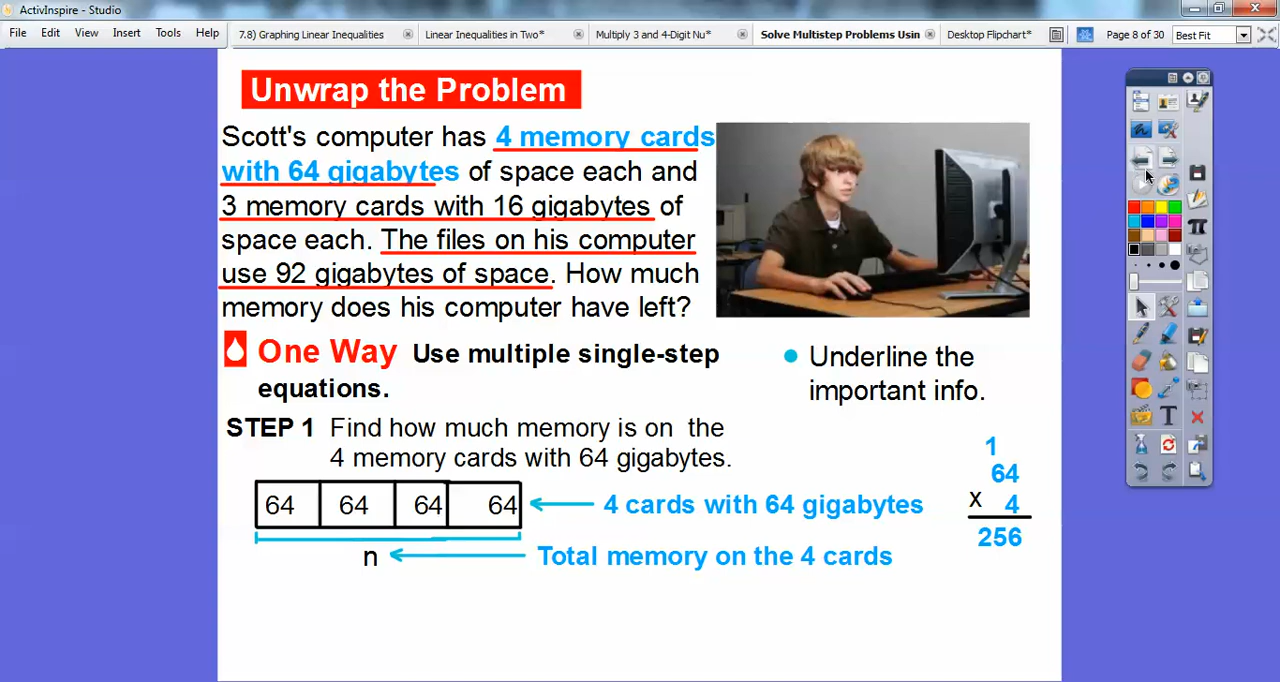 ActivInspire - Studio
File Edit View Insert Tools Help
7.8) Graphing Linear Inequalities Linear Inequalities in Two* Multiply 3 and 4-Digit Nu* Solve Multistep Problems Usin Desktop Flipchart* Page 8 of 30 Best Fit
Unwrap the Problem
Scott's computer has 4 memory cards
with 64 gigabytes of space each and
3 memory cards with 16 gigabytes of
space each. The files on his computer
use 92 gigabytes of space. How much
memory does his computer have left?
One Way Use multiple single-step
equations.
• Underline the
important info.
STEP 1 Find how much memory is on the
4 memory cards with 64 gigabytes.
64 64 64 64 4 cards with 64 gigabytes
n Total memory on the 4 cards
1
64
x 4
256